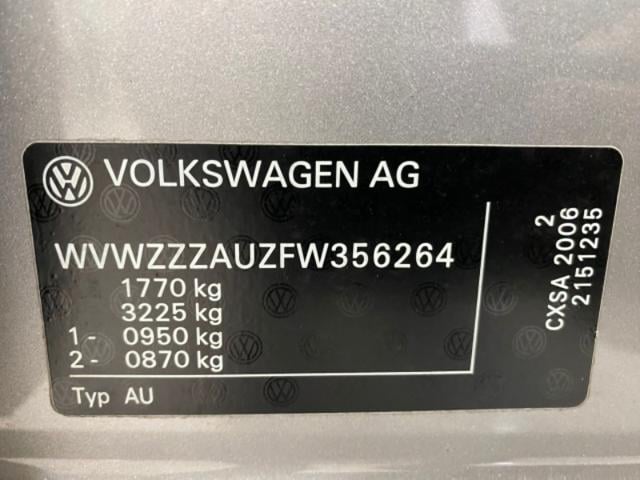 VOLKSWAGEN AG
WVWZZZAUZFW356264
1770 kg
3225 kg
1 - 0950 kg
2 - 0870 kg
Typ AU
2
CXSA 2006
2151235